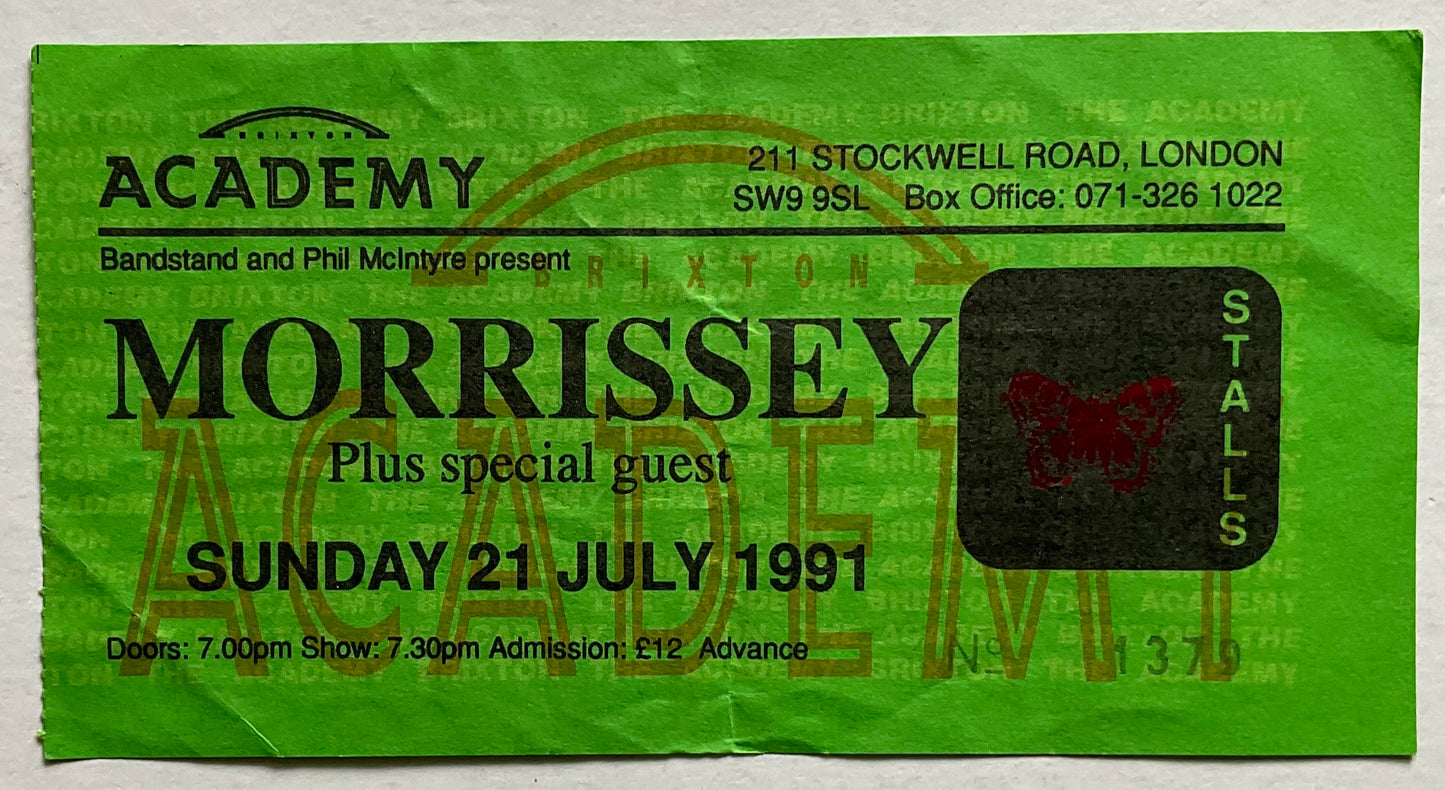 BRIXTON
ACADEMY
211 STOCKWELL ROAD, LONDON
SW9 9SL Box Office: 071-326 1022
Bandstand and Phil McIntyre present
BRIXTON
ACADEMY
MORRISSEY
STALLS
Plus special guest
SUNDAY 21 JULY 1991
Doors: 7.00pm Show: 7.30pm Admission: £12 Advance
No 1379